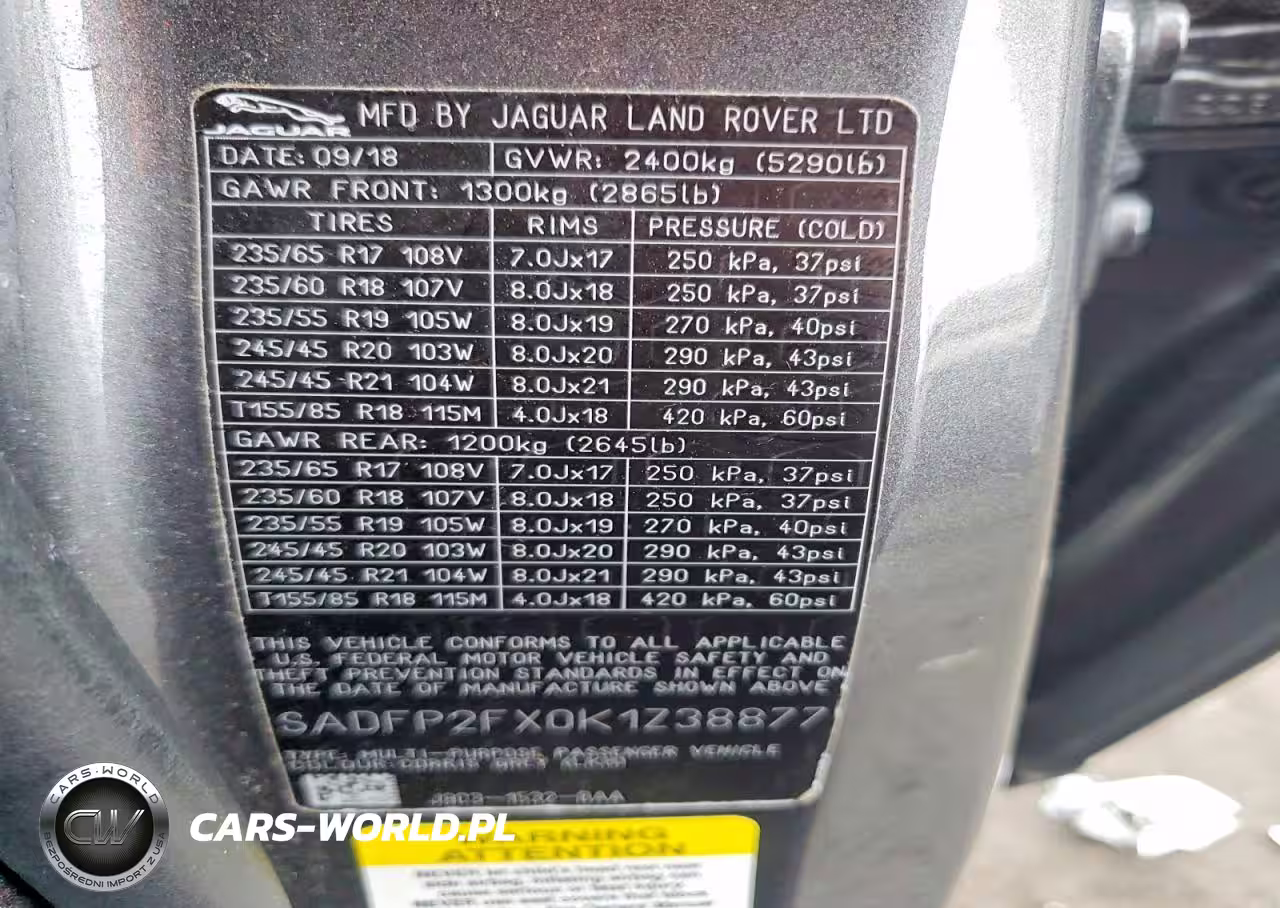 JAGUAR
MFD BY JAGUAR LAND ROVER LTD
DATE: 09/18 GVWR: 2400kg (5290lb)
GAWR FRONT: 1300kg (2865lb)
TIRES RIMS PRESSURE (COLD)
235/65 R17 108V 7.0Jx17 250 kPa, 37psi
235/60 R18 107V 8.0Jx18 250 kPa, 37psi
235/55 R19 105W 8.0Jx19 270 kPa, 40psi
245/45 R20 103W 8.0Jx20 290 kPa, 43psi
245/45 R21 104W 8.0Jx21 290 kPa, 43psi
T155/85 R18 115M 4.0Jx18 420 kPa, 60psi
GAWR REAR: 1200kg (2645lb)
235/65 R17 108V 7.0Jx17 250 kPa, 37psi
235/60 R18 107V 8.0Jx18 250 kPa, 37psi
235/55 R19 105W 8.0Jx19 270 kPa, 40psi
245/45 R20 103W 8.0Jx20 290 kPa, 43psi
245/45 R21 104W 8.0Jx21 290 kPa, 43psi
T155/85 R18 115M 4.0Jx18 420 kPa, 60psi
THIS VEHICLE CONFORMS TO ALL APPLICABLE
U.S. FEDERAL MOTOR VEHICLE SAFETY AND
THEFT PREVENTION STANDARDS IN EFFECT ON
THE DATE OF MANUFACTURE SHOWN ABOVE
SADFP2FX0K1Z38877
TYPE: MULTI-PURPOSE PASSENGER VEHICLE
WARNING
ATTENTION
CARS-WORLD
CW
BEZPOŚREDNI IMPORT Z USA
CARS-WORLD.PL